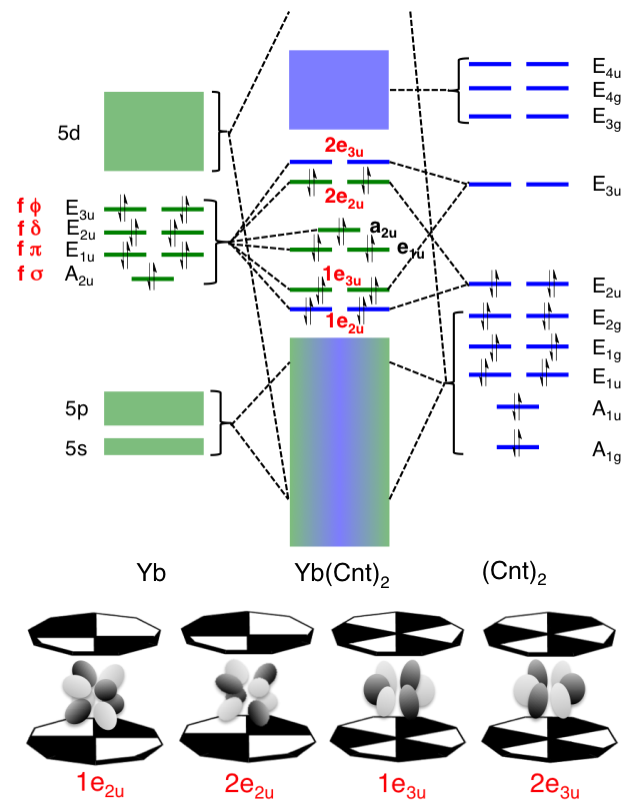 5d
f ϕ E3u
f δ E2u
f π E1u
f σ A2u
5p
5s
2e3u
2e2u
a2u
e1u
1e3u
1e2u
E4u
E4g
E3g
E3u
E2u
E2g
E1g
E1u
A1u
A1g
Yb Yb(Cnt)2 (Cnt)2
1e2u 2e2u 1e3u 2e3u